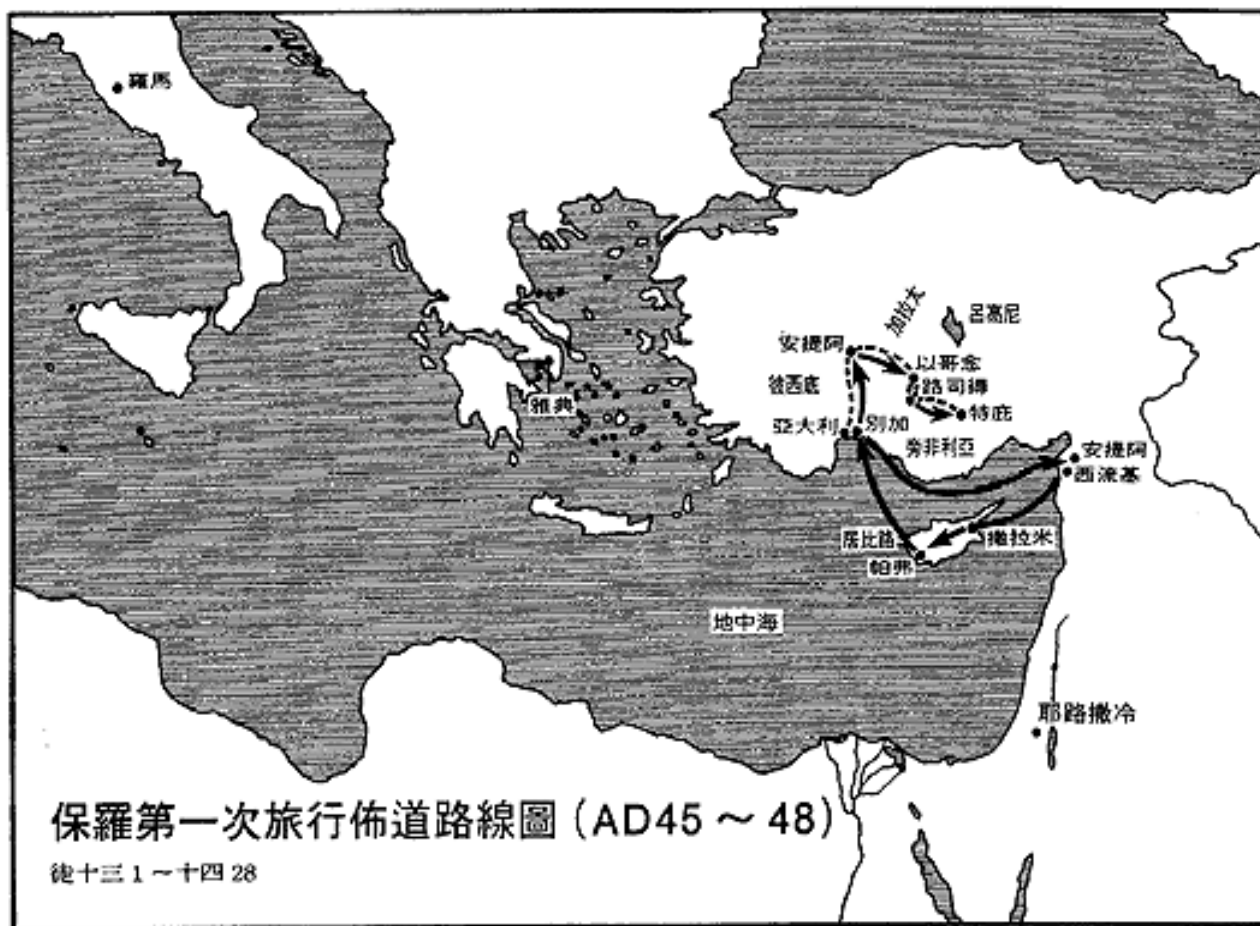 羅馬
加拉太
呂高尼
安提阿
以哥念
彼西底
路司得
特庇
雅典
亞大利
別加
旁非利亞
安提阿
西流基
居比路
撒拉米
帕弗
地中海
耶路撒冷
保羅第一次旅行佈道路線圖(AD45～48)
徒十三1～十四28